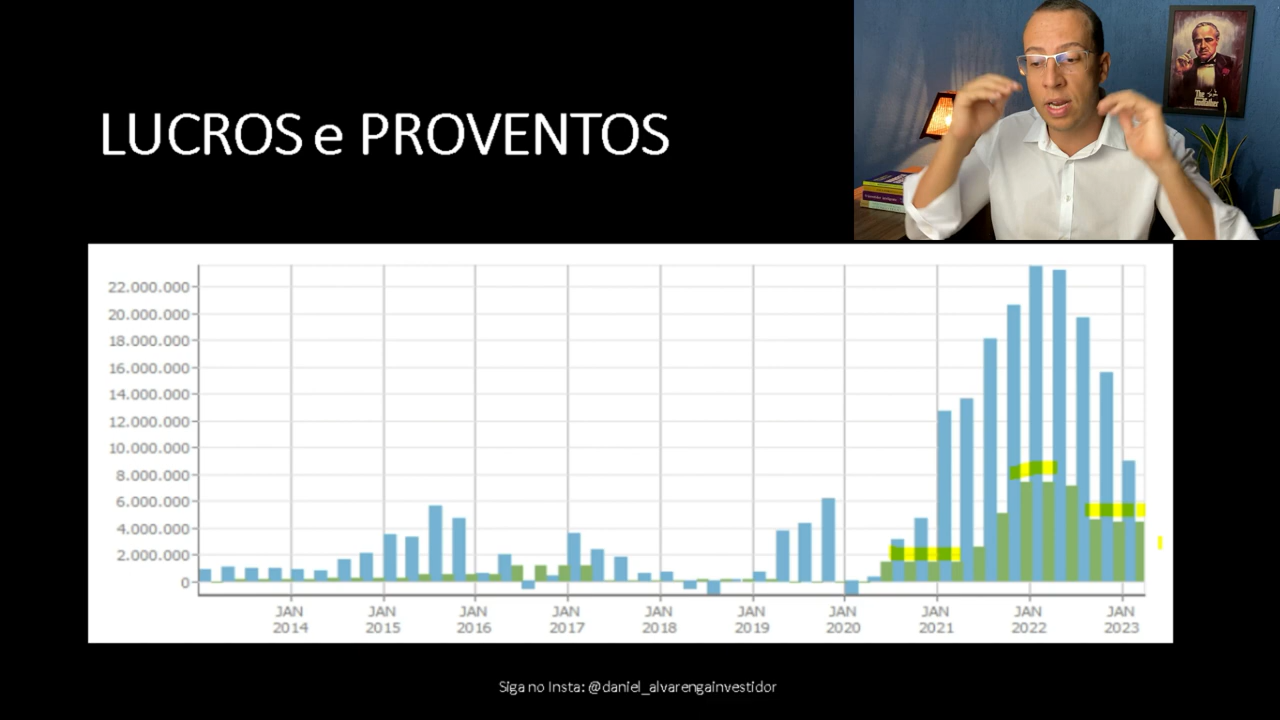 LUCROS e PROVENTOS
The
Godfather
22.000.000
20.000.000
18.000.000
16.000.000
14.000.000
12.000.000
10.000.000
8.000.000
6.000.000
4.000.000
2.000.000
0
JAN JAN JAN JAN JAN JAN JAN JAN JAN JAN
2014 2015 2016 2017 2018 2019 2020 2021 2022 2023
Siga no Insta: @daniel_alvarengainvestidor